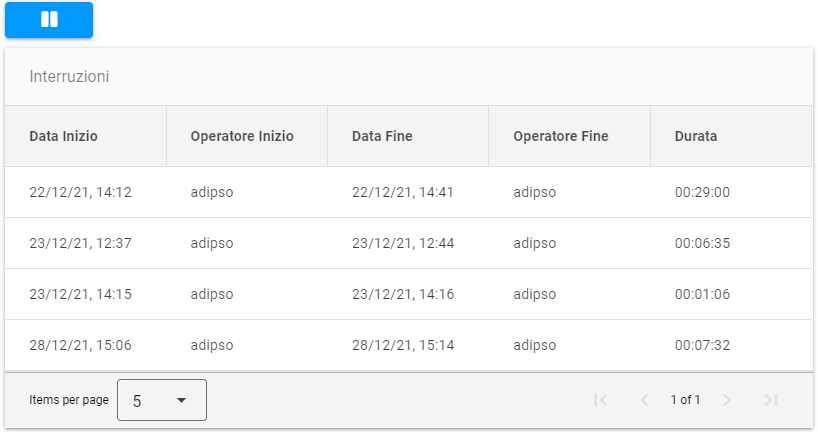 Interruzioni
Data Inizio Operatore Inizio Data Fine Operatore Fine Durata
22/12/21, 14:12 adipso 22/12/21, 14:41 adipso 00:29:00
23/12/21, 12:37 adipso 23/12/21, 12:44 adipso 00:06:35
23/12/21, 14:15 adipso 23/12/21, 14:16 adipso 00:01:06
28/12/21, 15:06 adipso 28/12/21, 15:14 adipso 00:07:32
Items per page 5 1 of 1